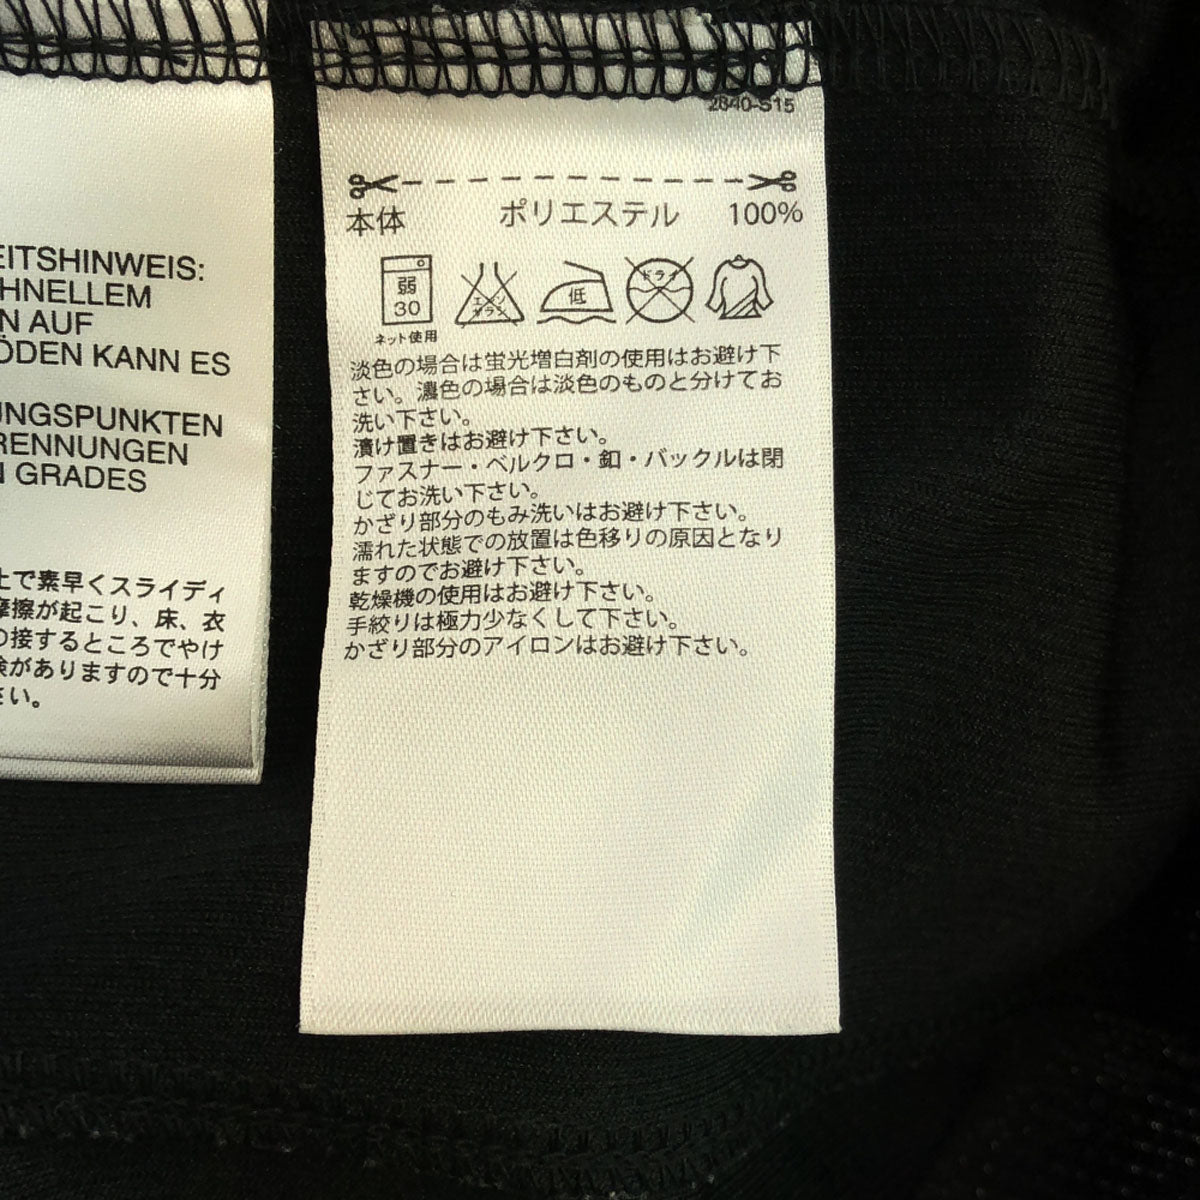 EITSHINWEIS:
CHNELLEM
N AUF
ÖDEN KANN ES
UNGSPUNKTEN
RENNUNGEN
N GRADES
上で素早くスライディ
摩擦が起こり、床、衣
の接するところでやけ
険がありますので十分
さい。
2840-S15
本体 ポリエステル 100%
弱
30
ネット使用
エンソ
サラシ
低
ドライ
淡色の場合は蛍光増白剤の使用はお避け下
さい。濃色の場合は淡色のものと分けてお
洗い下さい。
漬け置きはお避け下さい。
ファスナー・ベルクロ・釦・バックルは閉
じてお洗い下さい。
かざり部分のもみ洗いはお避け下さい。
濡れた状態での放置は色移りの原因となり
ますのでお避け下さい。
乾燥機の使用はお避け下さい。
手絞りは極力少なくして下さい。
かざり部分のアイロンはお避け下さい。